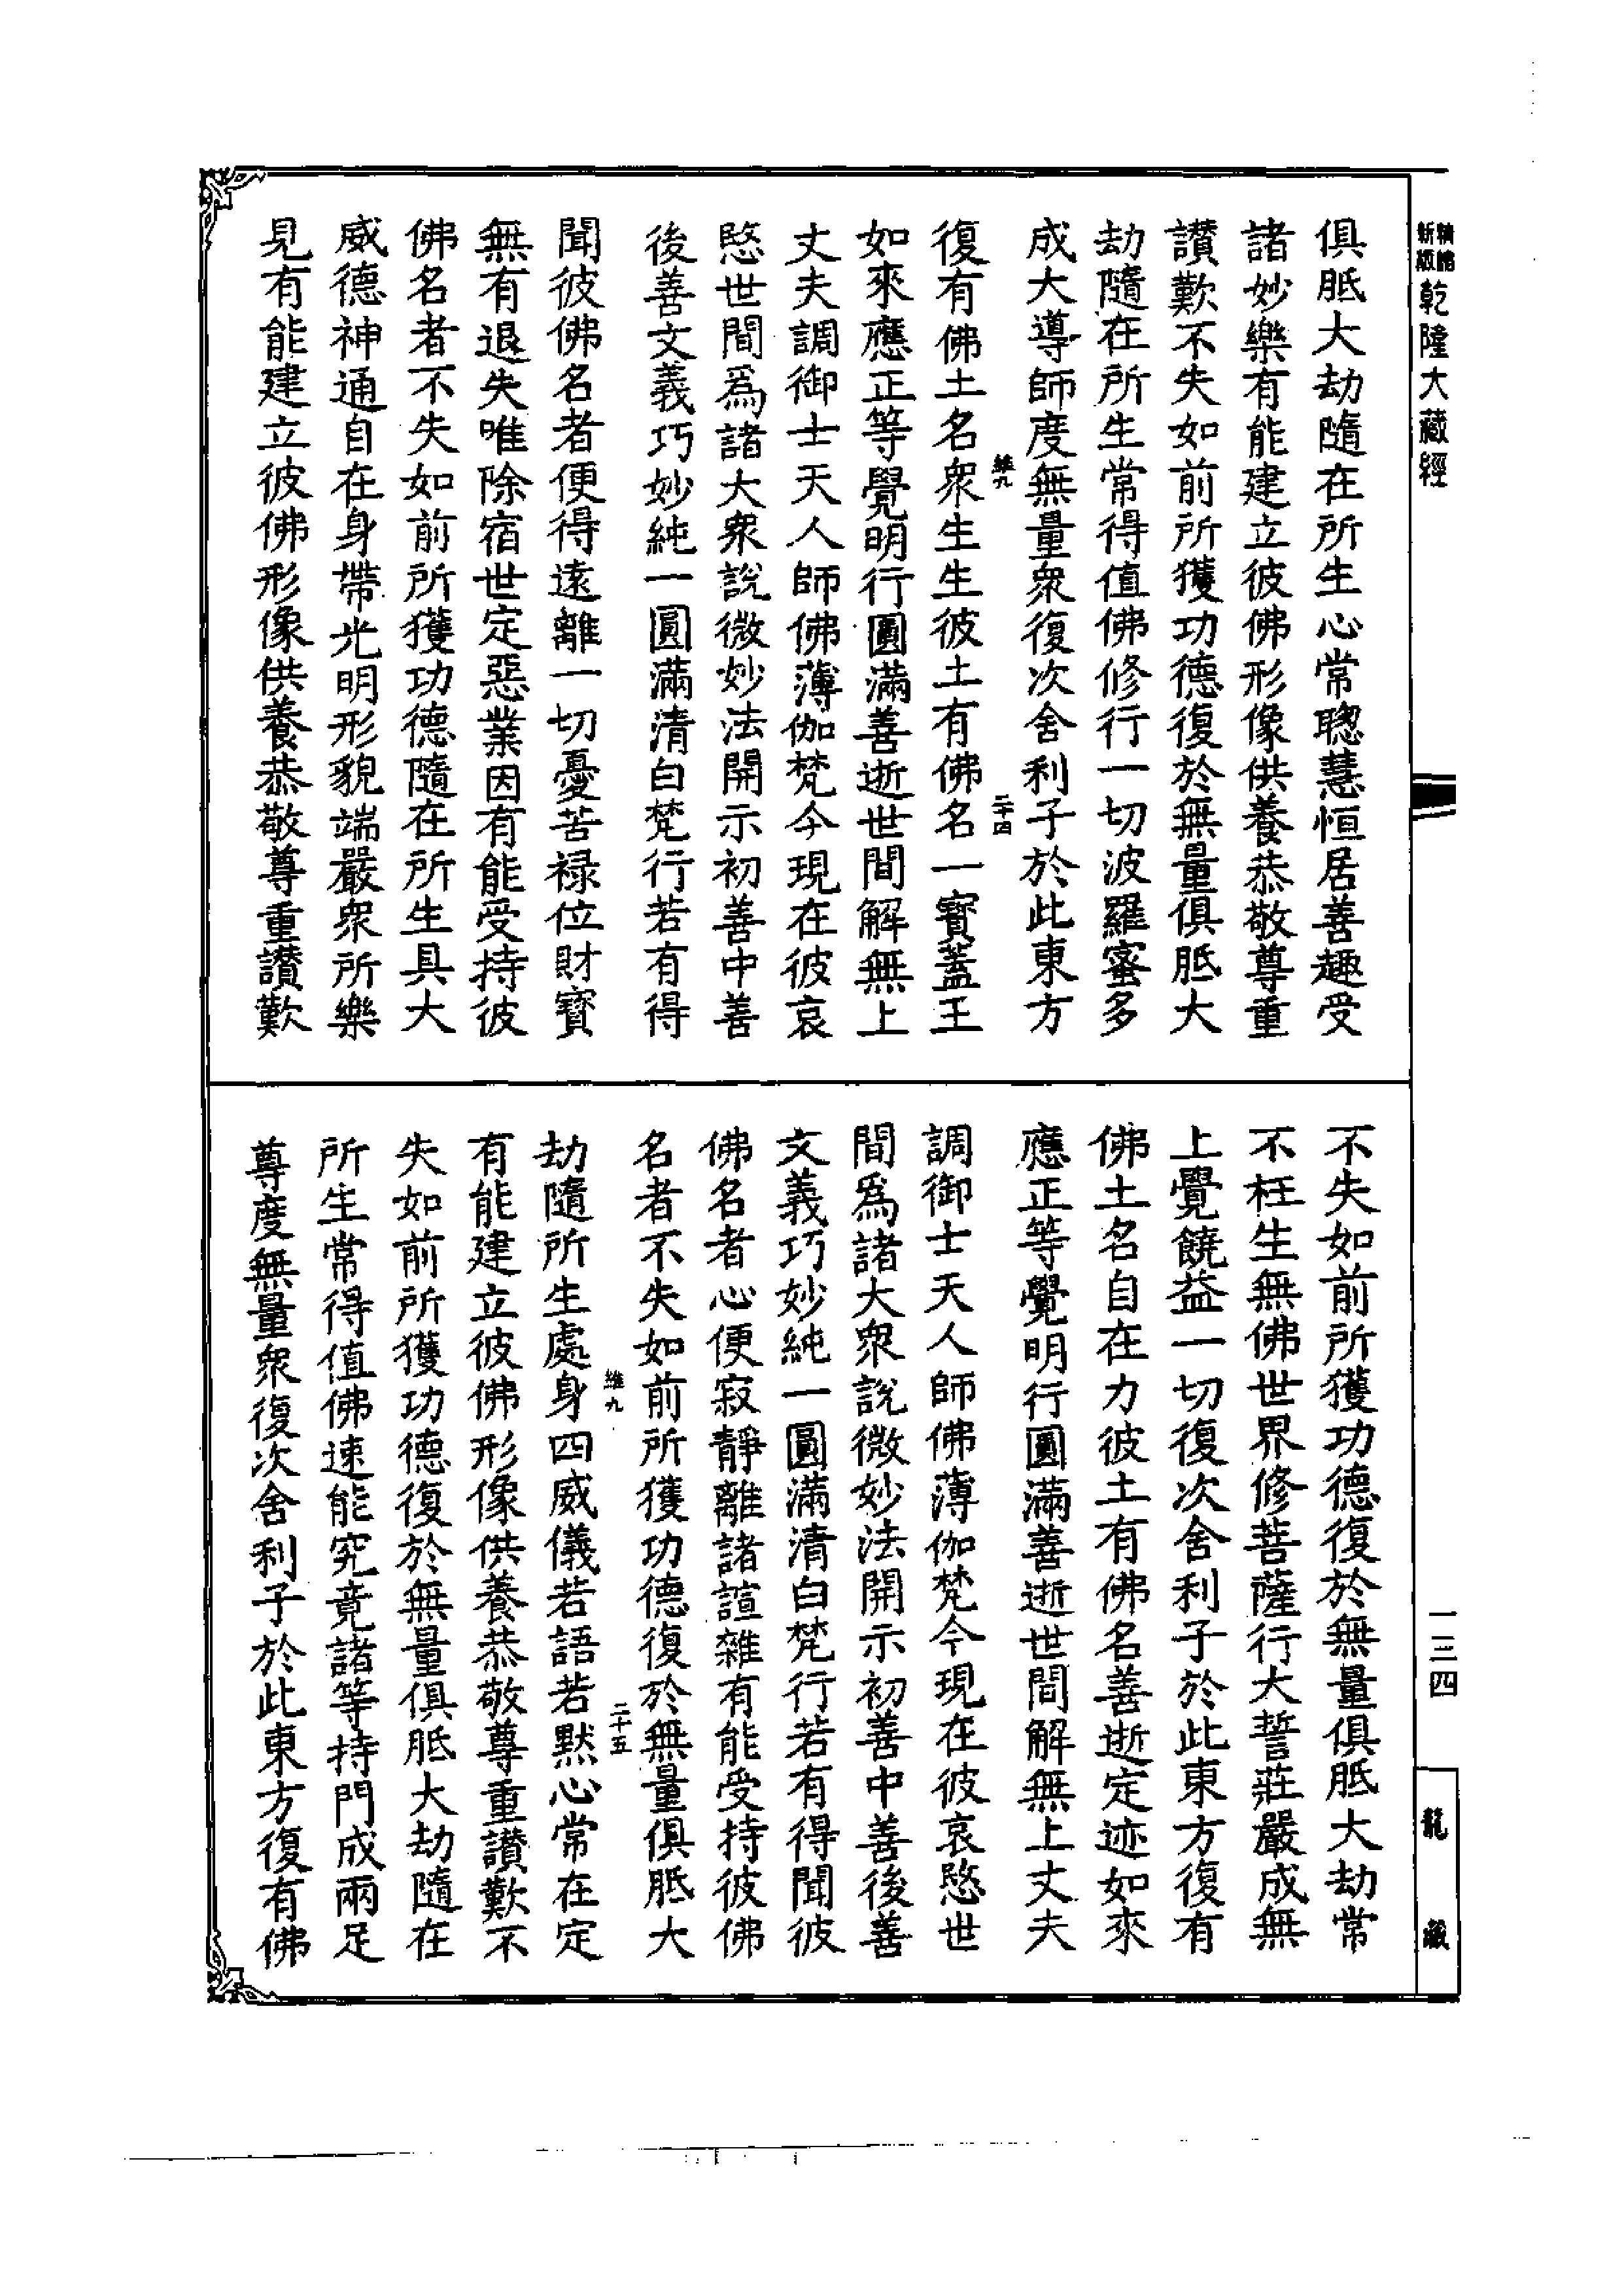 精縮
新版
乾隆大藏經
俱胝大劫隨在所生心常聰慧恒居善趣受
諸妙樂有能建立彼佛形像供養恭敬尊重
讃歎不失如前所獲功德復於無量俱胝大
劫隨在所生常得值佛修行一切波羅蜜多
成大導師度無量衆復次舍利子於此東方
維九
二十四
復有佛土名衆生生彼土有佛名一寶蓋王
如來應正等覺明行圓滿善逝世間解無上
丈夫調御士天人師佛薄伽梵今現在彼哀
愍世間爲諸大衆說微妙法開示初善中善
後善文義巧妙純一圓滿清白梵行若有得
聞彼佛名者便得遠離一切憂苦祿位財寶
無有退失唯除宿世定惡業因有能受持彼
佛名者不失如前所獲功德隨在所生具大
威德神通自在身帶光明形貌端嚴衆所樂
見有能建立彼佛形像供養恭敬尊重讃歎
不失如前所獲功德復於無量俱胝大劫常
不枉生無佛世界修菩薩行大誓莊嚴成無
上覺饒益一切復次舍利子於此東方復有
佛土名自在力彼土有佛名善逝定迹如來
應正等覺明行圓滿善逝世間解無上丈夫
調御士天人師佛薄伽梵今現在彼哀愍世
間爲諸大衆說微妙法開示初善中善後善
文義巧妙純一圓滿清白梵行若有得聞彼
佛名者心便寂靜離諸諠雜有能受持彼佛
名者不失如前所獲功德復於無量俱胝大
維九
二十五
劫隨所生處身四威儀若語若默心常在定
有能建立彼佛形像供養恭敬尊重讃歎不
失如前所獲功德復於無量俱胝大劫隨在
所生常得值佛速能究竟諸等持門成兩足
尊度無量衆復次舍利子於此東方復有佛
一三四
龍藏